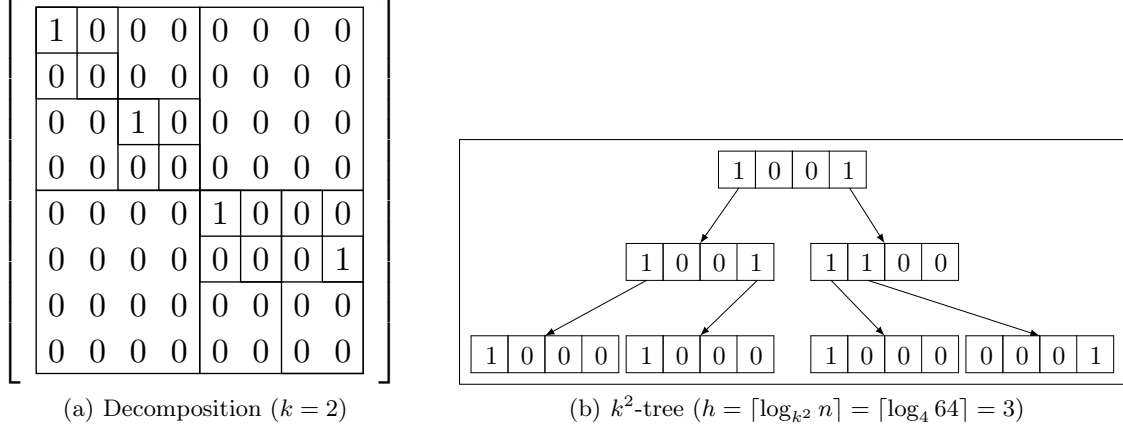 1 0 0 0 0 0 0 0
0 0 0 0 0 0 0 0
0 0 1 0 0 0 0 0
0 0 0 0 0 0 0 0
0 0 0 0 1 0 0 0
0 0 0 0 0 0 0 1
0 0 0 0 0 0 0 0
0 0 0 0 0 0 0 0
(a) Decomposition (k = 2)
1 0 0 1
1 0 0 1 1 1 0 0
1 0 0 0 1 0 0 0 1 0 0 0 0 0 0 1
(b) k²-tree (h = ⌈log_{k²} n⌉ = ⌈log₄ 64⌉ = 3)